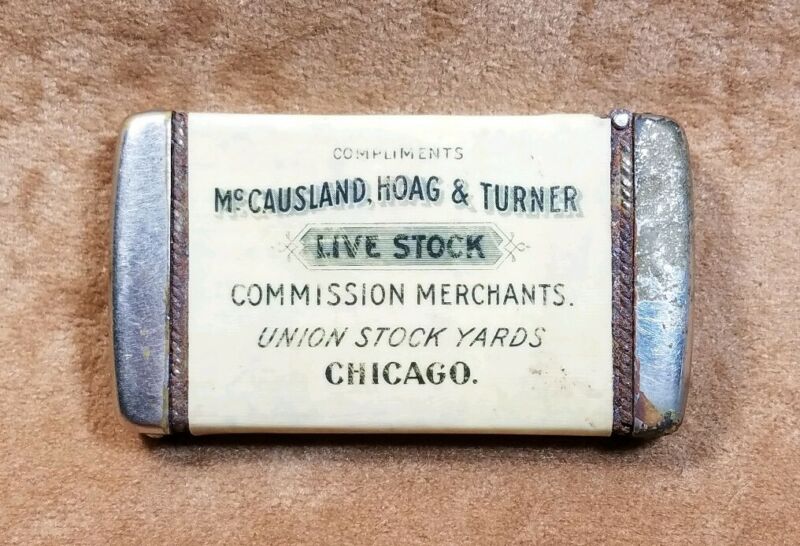 COMPLIMENTS
McCAUSLAND, HOAG & TURNER
LIVE STOCK
COMMISSION MERCHANTS.
UNION STOCK YARDS
CHICAGO.